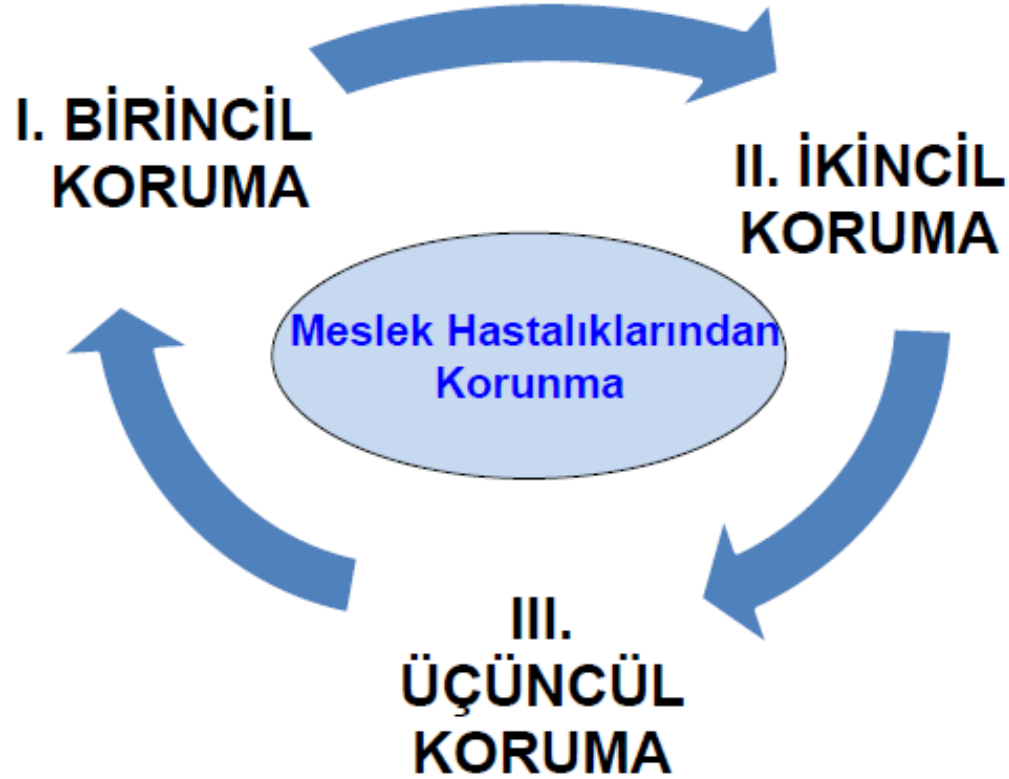 I. BİRİNCİL
KORUMA
II. İKİNCİL
KORUMA
Meslek Hastalıklarından
Korunma
III.
ÜÇÜNCÜL
KORUMA